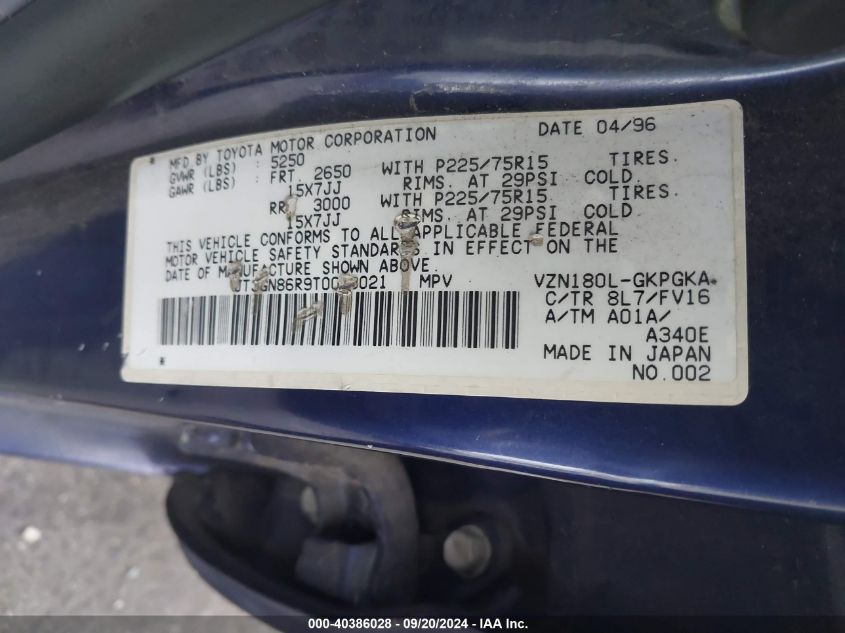 MFD BY TOYOTA MOTOR CORPORATION DATE 04/96
GVWR (LBS) : 5250
GAWR (LBS) : FRT. 2650 WITH P225/75R15 TIRES.
15X7JJ RIMS. AT 29PSI COLD.
RR. 3000 WITH P225/75R15 TIRES.
15X7JJ RIMS. AT 29PSI COLD
THIS VEHICLE CONFORMS TO ALL APPLICABLE FEDERAL
MOTOR VEHICLE SAFETY STANDARDS IN EFFECT ON THE
DATE OF MANUFACTURE SHOWN ABOVE.
MPV VZN180L-GKPGKA
C/TR 8L7/FV16
A/TM A01A/
A340E
MADE IN JAPAN
NO.002
000-40386028 - 09/20/2024 - IAA Inc.